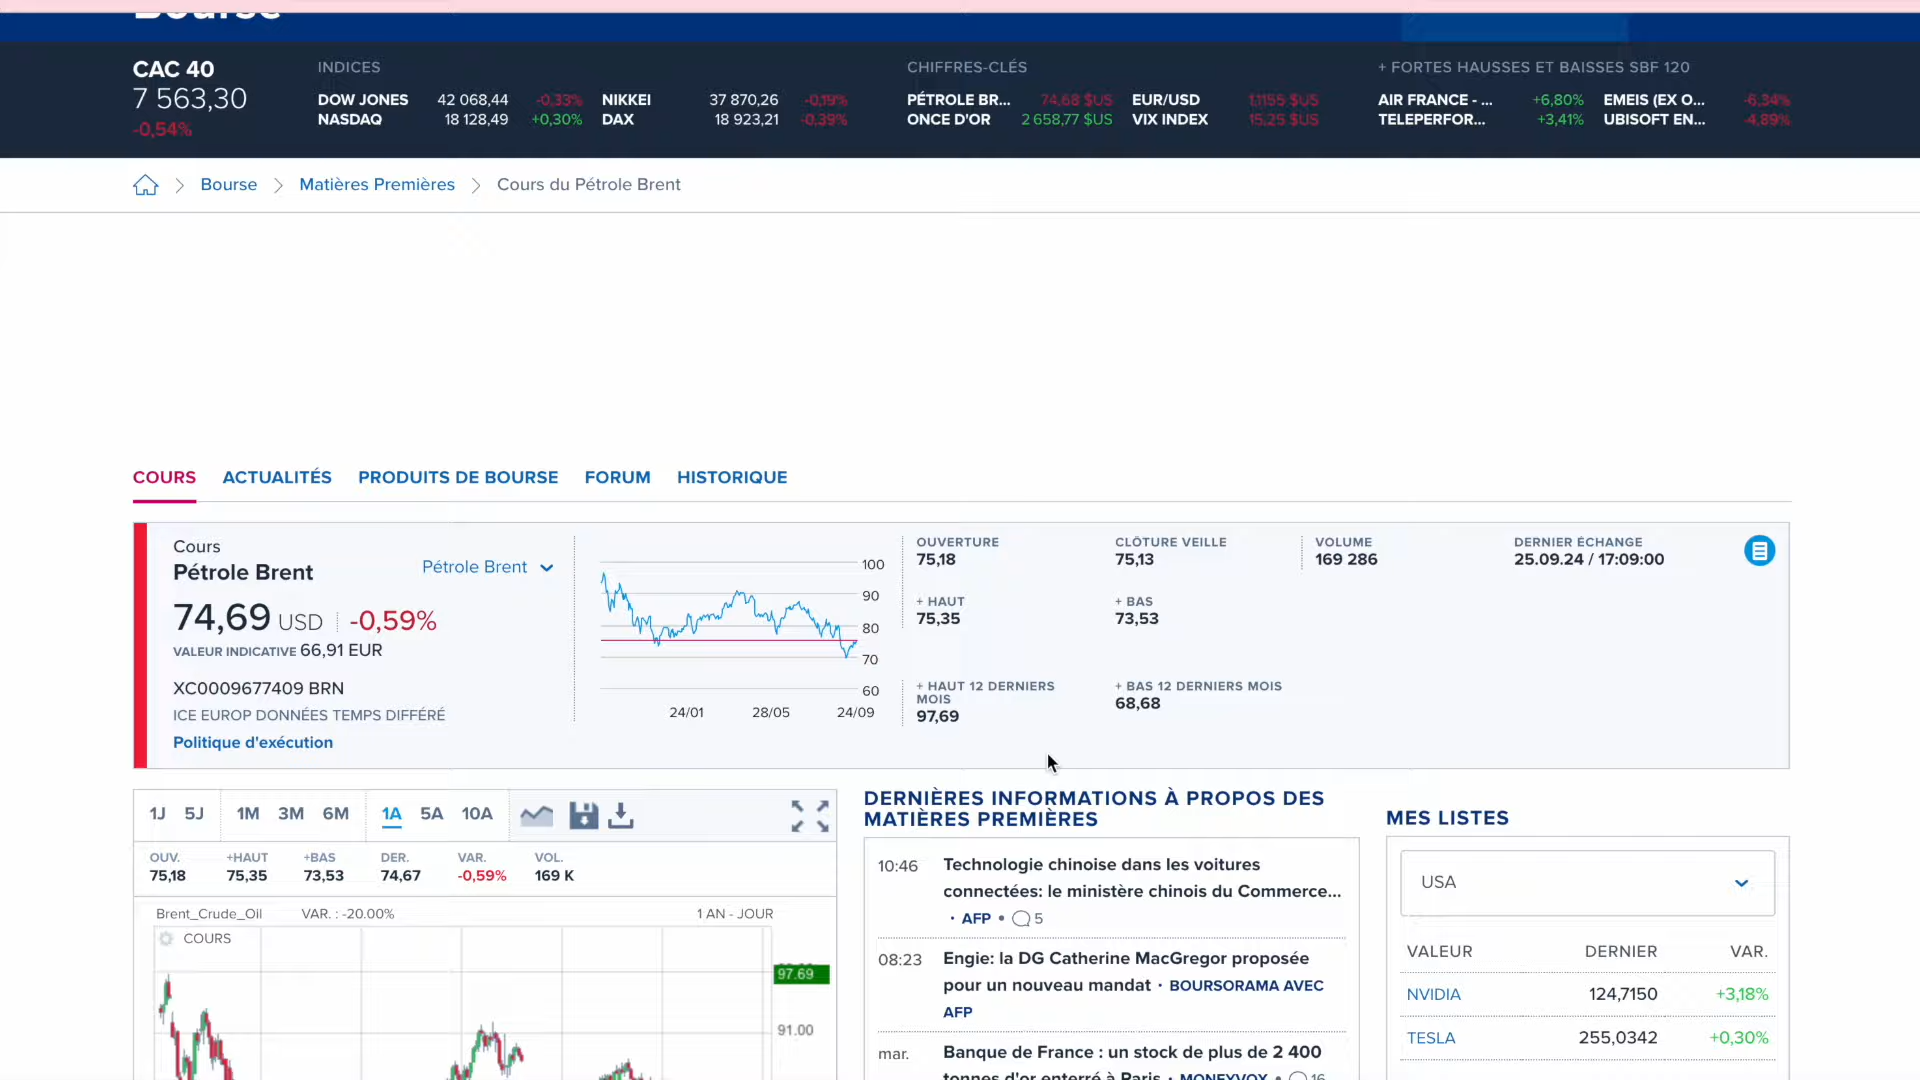 Bourse
CAC 40
7 563,30
-0,54%
INDICES
DOW JONES 42 068,44 -0,33% NIKKEI 37 870,26 -0,19%
NASDAQ 18 128,49 +0,30% DAX 18 923,21 -0,39%
CHIFFRES-CLÉS
PÉTROLE BR... 74,68 $US EUR/USD 1,1155 $US
ONCE D'OR 2 658,77 $US VIX INDEX 15,25 $US
+ FORTES HAUSSES ET BAISSES SBF 120
AIR FRANCE - ... +6,80% EMEIS (EX O... -6,34%
TELEPERFOR... +3,41% UBISOFT EN... -4,89%
Bourse Matières Premières Cours du Pétrole Brent
COURS ACTUALITÉS PRODUITS DE BOURSE FORUM HISTORIQUE
Cours
Pétrole Brent
Pétrole Brent
74,69 USD -0,59%
VALEUR INDICATIVE 66,91 EUR
XC0009677409 BRN
ICE EUROP DONNÉES TEMPS DIFFÉRÉ
Politique d'exécution
100
90
80
70
60
24/01 28/05 24/09
OUVERTURE
75,18
CLÔTURE VEILLE
75,13
VOLUME
169 286
DERNIER ÉCHANGE
25.09.24 / 17:09:00
+ HAUT
75,35
+ BAS
73,53
+ HAUT 12 DERNIERS
MOIS
97,69
+ BAS 12 DERNIERS MOIS
68,68
1J 5J 1M 3M 6M 1A 5A 10A
OUV. +HAUT +BAS DER. VAR. VOL.
75,18 75,35 73,53 74,67 -0,59% 169 K
Brent_Crude_Oil VAR. : -20.00% 1 AN - JOUR
COURS
97.69
91.00
DERNIÈRES INFORMATIONS À PROPOS DES
MATIÈRES PREMIÈRES
10:46 Technologie chinoise dans les voitures
connectées: le ministère chinois du Commerce...
• AFP • 5
08:23 Engie: la DG Catherine MacGregor proposée
pour un nouveau mandat • BOURSORAMA AVEC
AFP
mar. Banque de France : un stock de plus de 2 400
tonnes d'or enterré à Paris • MONEYVOX • 16
MES LISTES
USA
VALEUR DERNIER VAR.
NVIDIA 124,7150 +3,18%
TESLA 255,0342 +0,30%